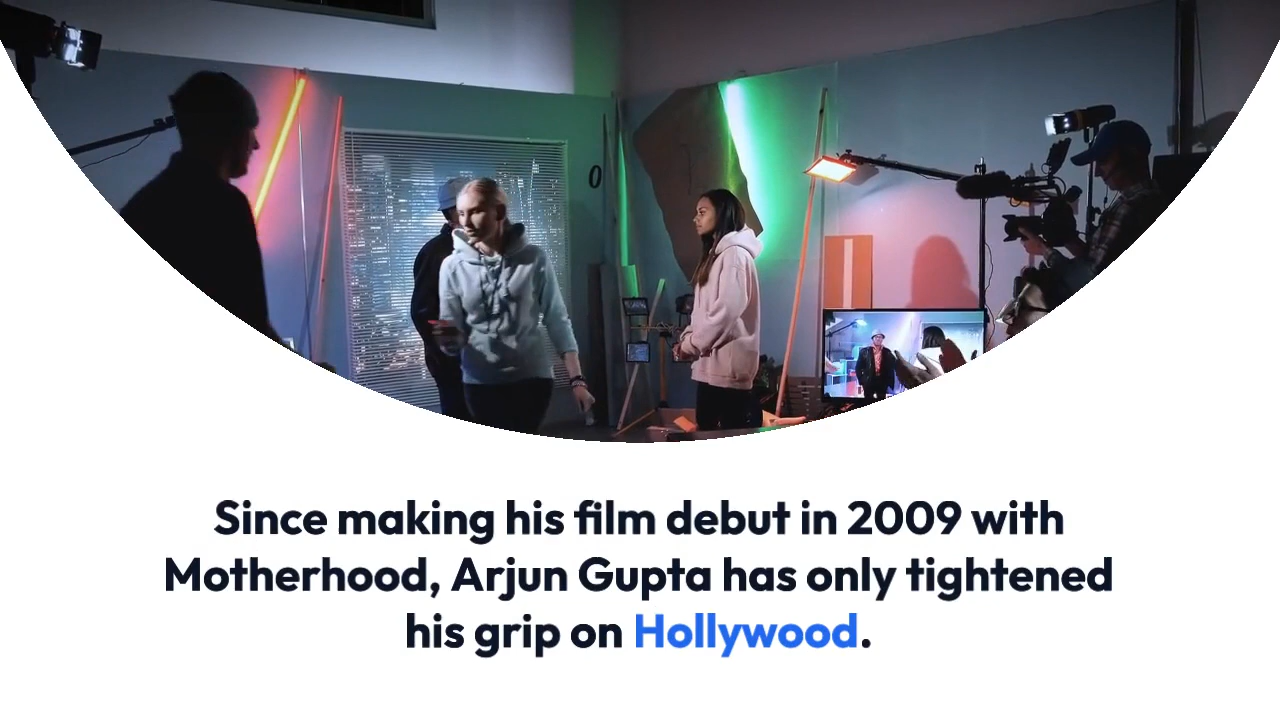 Since making his film debut in 2009 with
Motherhood, Arjun Gupta has only tightened
his grip on Hollywood.